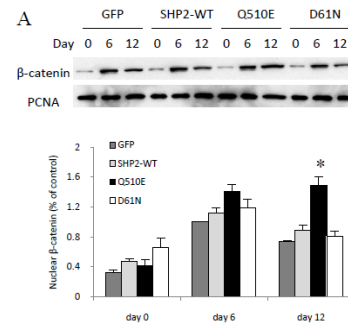 A
GFP SHP2-WT Q510E D61N
Day 0 6 12 0 6 12 0 6 12 0 6 12
β-catenin
PCNA
Nuclear β-catenin (% of control)
2
1.6
1.2
0.8
0.4
0
GFP
SHP2-WT
Q510E
D61N
*
day 0 day 6 day 12